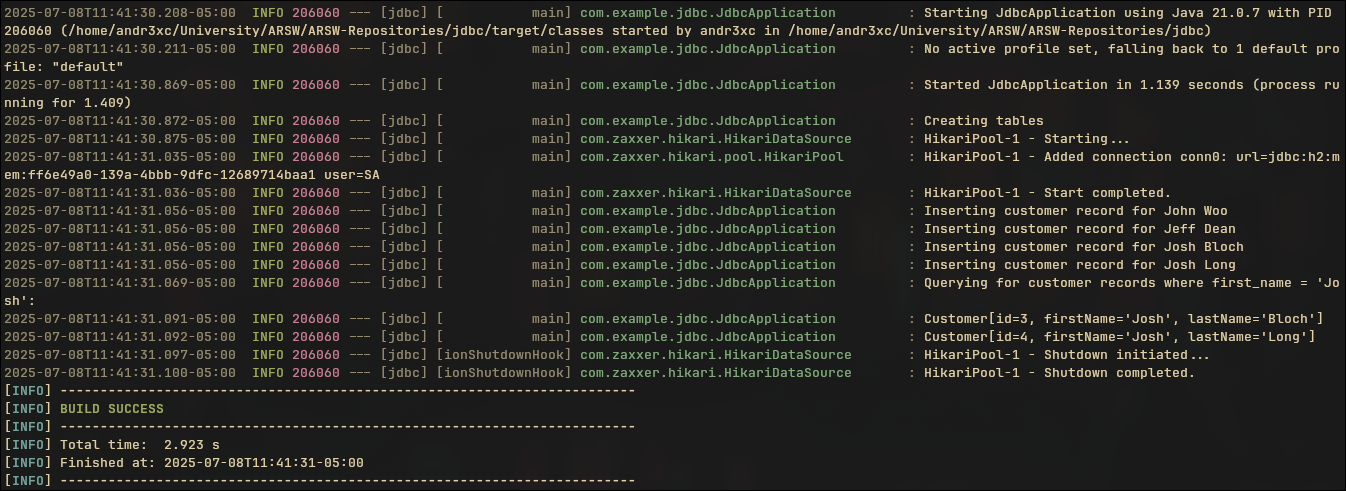 2025-07-08T11:41:30.208-05:00  INFO 206060 --- [jdbc] [           main] com.example.jdbc.JdbcApplication         : Starting JdbcApplication using Java 21.0.7 with PID
206060 (/home/andr3xc/University/ARSW/ARSW-Repositories/jdbc/target/classes started by andr3xc in /home/andr3xc/University/ARSW/ARSW-Repositories/jdbc)
2025-07-08T11:41:30.211-05:00  INFO 206060 --- [jdbc] [           main] com.example.jdbc.JdbcApplication         : No active profile set, falling back to 1 default pro
file: "default"
2025-07-08T11:41:30.869-05:00  INFO 206060 --- [jdbc] [           main] com.example.jdbc.JdbcApplication         : Started JdbcApplication in 1.139 seconds (process ru
nning for 1.409)
2025-07-08T11:41:30.872-05:00  INFO 206060 --- [jdbc] [           main] com.example.jdbc.JdbcApplication         : Creating tables
2025-07-08T11:41:30.875-05:00  INFO 206060 --- [jdbc] [           main] com.zaxxer.hikari.HikariDataSource       : HikariPool-1 - Starting...
2025-07-08T11:41:31.035-05:00  INFO 206060 --- [jdbc] [           main] com.zaxxer.hikari.pool.HikariPool        : HikariPool-1 - Added connection conn0: url=jdbc:h2:m
em:ff6e49a0-139a-4bbb-9dfc-12689714baa1 user=SA
2025-07-08T11:41:31.036-05:00  INFO 206060 --- [jdbc] [           main] com.zaxxer.hikari.HikariDataSource       : HikariPool-1 - Start completed.
2025-07-08T11:41:31.056-05:00  INFO 206060 --- [jdbc] [           main] com.example.jdbc.JdbcApplication         : Inserting customer record for John Woo
2025-07-08T11:41:31.056-05:00  INFO 206060 --- [jdbc] [           main] com.example.jdbc.JdbcApplication         : Inserting customer record for Jeff Dean
2025-07-08T11:41:31.056-05:00  INFO 206060 --- [jdbc] [           main] com.example.jdbc.JdbcApplication         : Inserting customer record for Josh Bloch
2025-07-08T11:41:31.056-05:00  INFO 206060 --- [jdbc] [           main] com.example.jdbc.JdbcApplication         : Inserting customer record for Josh Long
2025-07-08T11:41:31.069-05:00  INFO 206060 --- [jdbc] [           main] com.example.jdbc.JdbcApplication         : Querying for customer records where first_name = 'Jo
sh':
2025-07-08T11:41:31.091-05:00  INFO 206060 --- [jdbc] [           main] com.example.jdbc.JdbcApplication         : Customer[id=3, firstName='Josh', lastName='Bloch']
2025-07-08T11:41:31.092-05:00  INFO 206060 --- [jdbc] [           main] com.example.jdbc.JdbcApplication         : Customer[id=4, firstName='Josh', lastName='Long']
2025-07-08T11:41:31.097-05:00  INFO 206060 --- [jdbc] [ionShutdownHook] com.zaxxer.hikari.HikariDataSource       : HikariPool-1 - Shutdown initiated...
2025-07-08T11:41:31.100-05:00  INFO 206060 --- [jdbc] [ionShutdownHook] com.zaxxer.hikari.HikariDataSource       : HikariPool-1 - Shutdown completed.
[INFO] ------------------------------------------------------------------------
[INFO] BUILD SUCCESS
[INFO] ------------------------------------------------------------------------
[INFO] Total time:  2.923 s
[INFO] Finished at: 2025-07-08T11:41:31-05:00
[INFO] ------------------------------------------------------------------------